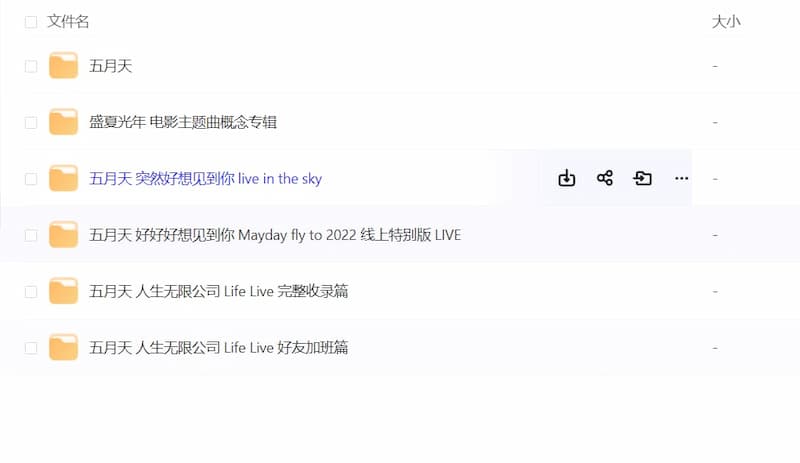 文件名 大小
五月天 -
盛夏光年 电影主题曲概念专辑 -
五月天 突然好想见到你 live in the sky -
五月天 好好好想见到你 Mayday fly to 2022 线上特别版 LIVE -
五月天 人生无限公司 Life Live 完整收录篇 -
五月天 人生无限公司 Life Live 好友加班篇 -